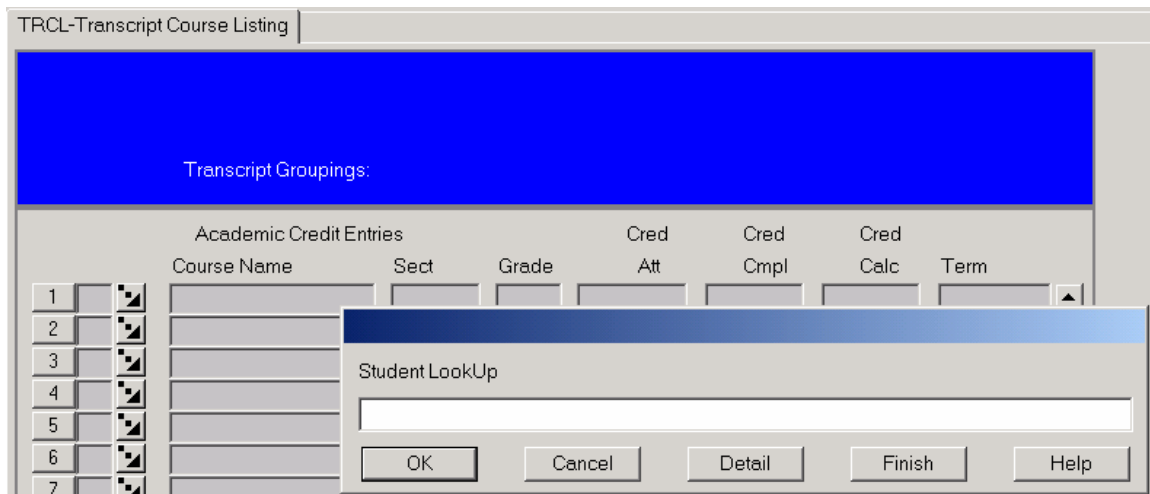 TRCL-Transcript Course Listing
Transcript Groupings:
Academic Credit Entries Cred Cred Cred
Course Name Sect Grade Att Cmpl Calc Term
1
2
3
Student LookUp
4
5
6
OK Cancel Detail Finish Help
7